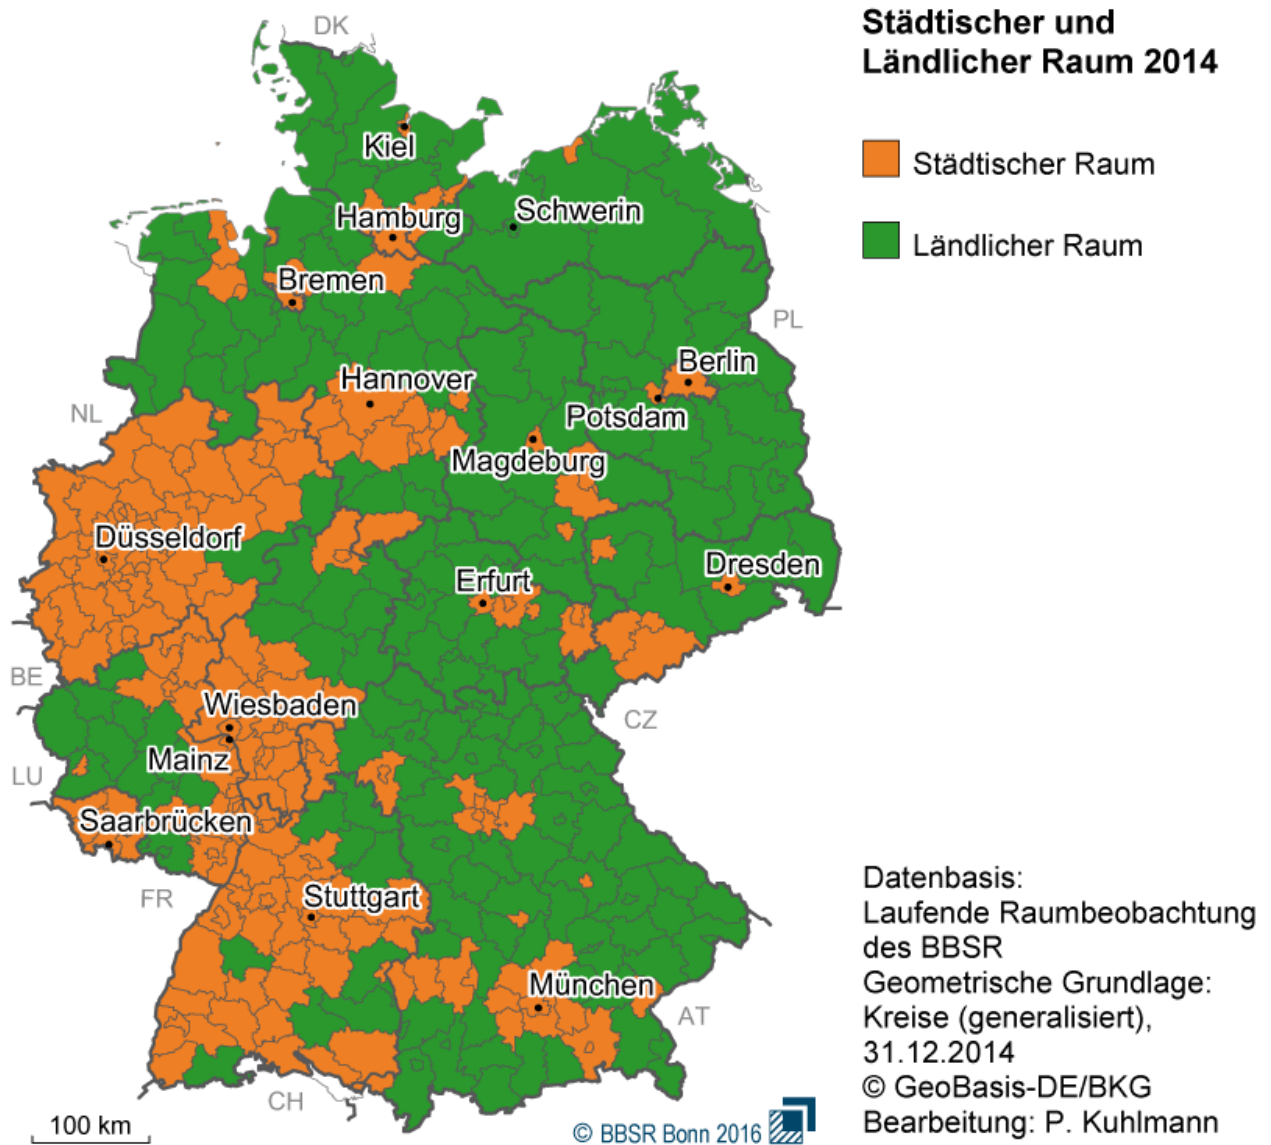 Städtischer und
Ländlicher Raum 2014
Städtischer Raum
Ländlicher Raum
DK
Kiel
Hamburg
Schwerin
Bremen
PL
Berlin
Hannover
Potsdam
NL
Magdeburg
Düsseldorf
Dresden
Erfurt
BE
Wiesbaden
CZ
Mainz
LU
Saarbrücken
FR
Stuttgart
München
AT
CH
100 km
© BBSR Bonn 2016
Datenbasis:
Laufende Raumbeobachtung
des BBSR
Geometrische Grundlage:
Kreise (generalisiert),
31.12.2014
© GeoBasis-DE/BKG
Bearbeitung: P. Kuhlmann